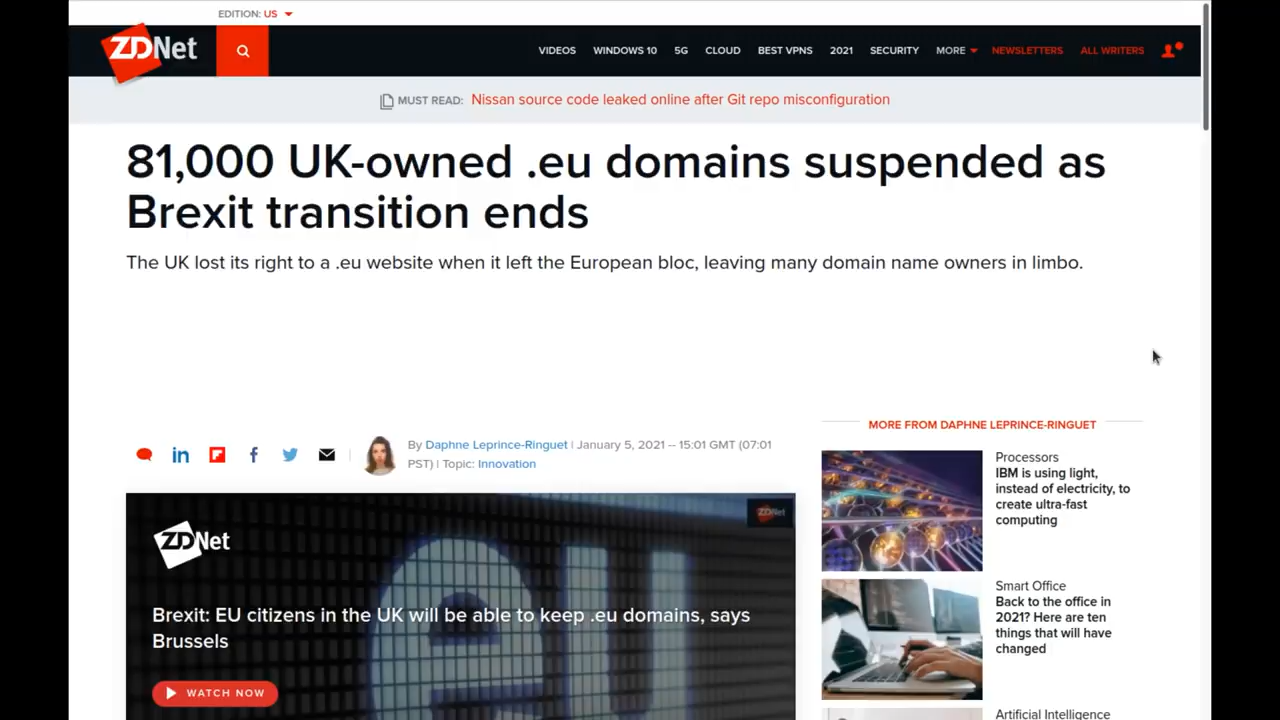 EDITION: US
ZDNet
VIDEOS WINDOWS 10 5G CLOUD BEST VPNS 2021 SECURITY MORE NEWSLETTERS ALL WRITERS
MUST READ: Nissan source code leaked online after Git repo misconfiguration
81,000 UK-owned .eu domains suspended as
Brexit transition ends
The UK lost its right to a .eu website when it left the European bloc, leaving many domain name owners in limbo.
By Daphne Leprince-Ringuet | January 5, 2021 -- 15:01 GMT (07:01
PST) | Topic: Innovation
ZDNet
ZDNet
eu
Brexit: EU citizens in the UK will be able to keep .eu domains, says
Brussels
WATCH NOW
MORE FROM DAPHNE LEPRINCE-RINGUET
Processors
IBM is using light,
instead of electricity, to
create ultra-fast
computing
Smart Office
Back to the office in
2021? Here are ten
things that will have
changed
Artificial Intelligence